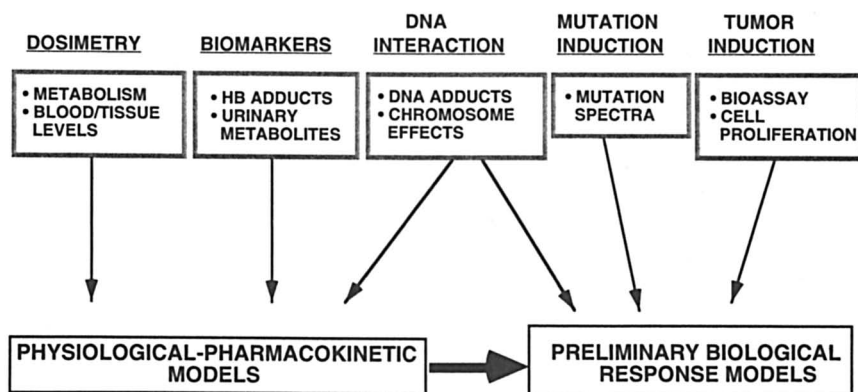 DOSIMETRY
BIOMARKERS
DNA
INTERACTION
MUTATION
INDUCTION
TUMOR
INDUCTION
• METABOLISM
• BLOOD/TISSUE
LEVELS
• HB ADDUCTS
• URINARY
METABOLITES
• DNA ADDUCTS
• CHROMOSOME
EFFECTS
• MUTATION
SPECTRA
• BIOASSAY
• CELL
PROLIFERATION
PHYSIOLOGICAL-PHARMACOKINETIC
MODELS
PRELIMINARY BIOLOGICAL
RESPONSE MODELS